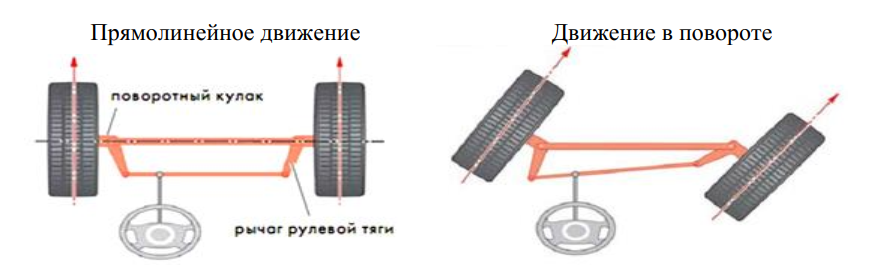 Прямолинейное движение
Движение в повороте
поворотный кулак
рычаг рулевой тяги